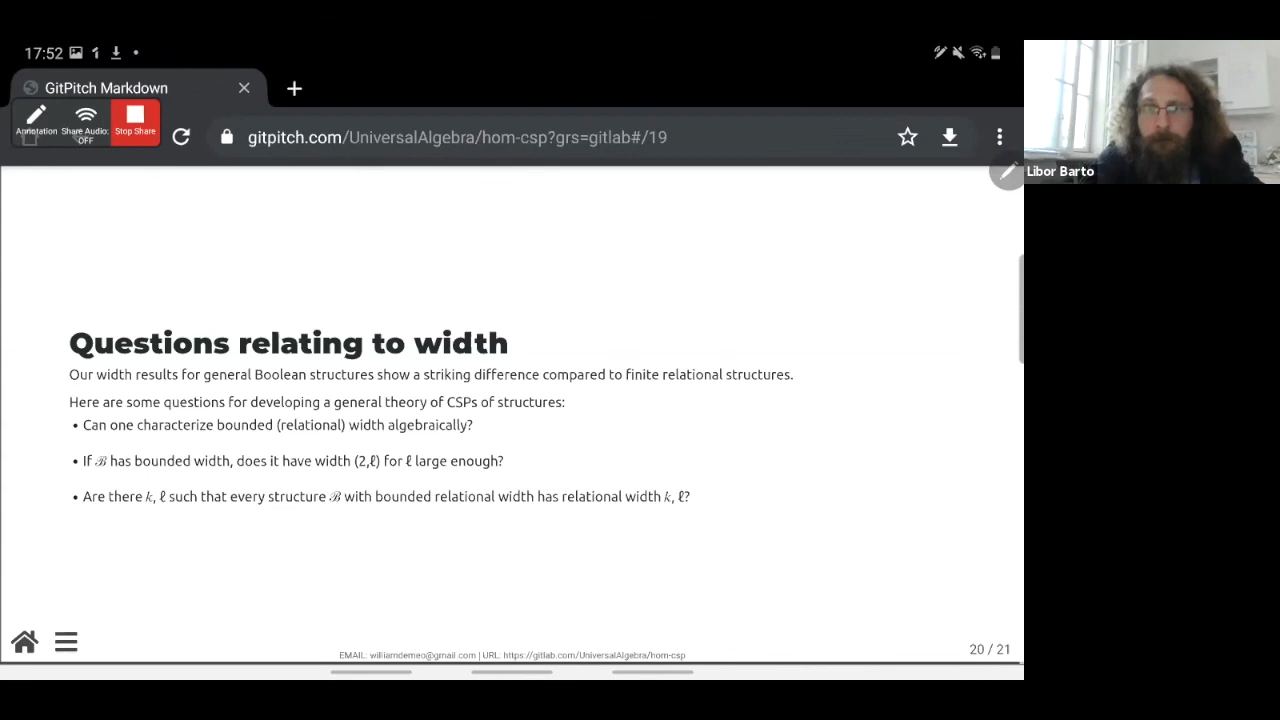 17:52
GitPitch Markdown
Annotation
Share Audio: OFF
Stop Share
gitpitch.com/UniversalAlgebra/hom-csp?grs=gitlab#/19
Libor Barto
Questions relating to width
Our width results for general Boolean structures show a striking difference compared to finite relational structures.
Here are some questions for developing a general theory of CSPs of structures:
• Can one characterize bounded (relational) width algebraically?
• If ℬ has bounded width, does it have width (2,ℓ) for ℓ large enough?
• Are there k, ℓ such that every structure ℬ with bounded relational width has relational width k, ℓ?
EMAIL: williamdemeo@gmail.com | URL: https://gitlab.com/UniversalAlgebra/hom-csp
20 / 21